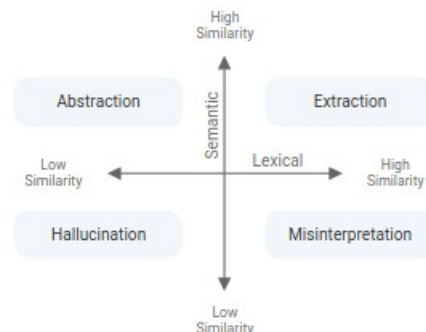 High
Similarity
Abstraction
Extraction
Semantic
Lexical
Low
Similarity
High
Similarity
Hallucination
Misinterpretation
Low
Similarity